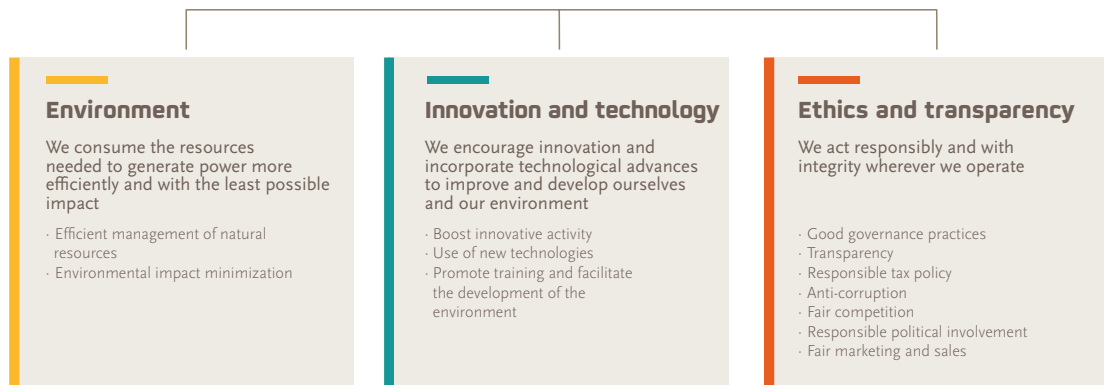 Environment
We consume the resources
needed to generate power more
efficiently and with the least possible
impact
· Efficient management of natural
resources
· Environmental impact minimization
Innovation and technology
We encourage innovation and
incorporate technological advances
to improve and develop ourselves
and our environment
· Boost innovative activity
· Use of new technologies
· Promote training and facilitate
the development of the
environment
Ethics and transparency
We act responsibly and with
integrity wherever we operate
· Good governance practices
· Transparency
· Responsible tax policy
· Anti-corruption
· Fair competition
· Responsible political involvement
· Fair marketing and sales